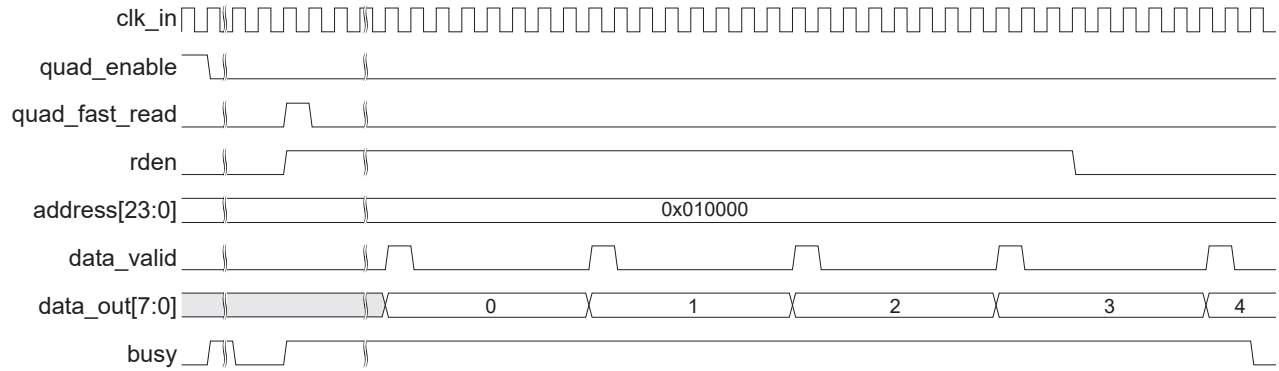 clk_in
quad_enable
quad_fast_read
rden
address[23:0] 0x010000
data_valid
data_out[7:0] 0 1 2 3 4
busy